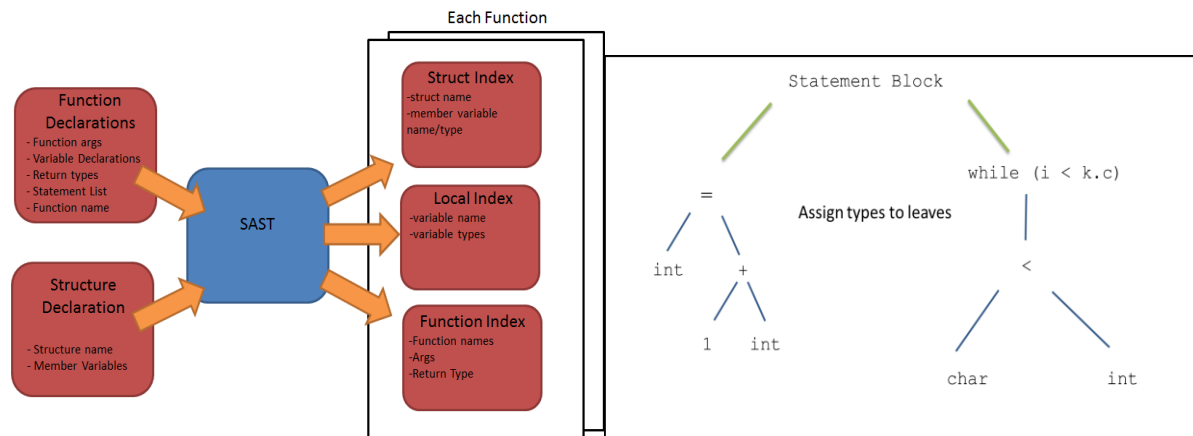 Each Function
Function
Declarations
- Function args
- Variable Declarations
- Return types
- Statement List
- Function name
Structure
Declaration
- Structure name
- Member Variables
SAST
Struct Index
-struct name
-member variable
name/type
Local Index
-variable name
-variable types
Function Index
-Function names
-Args
-Return Type
Statement Block
=
int
+
1
int
Assign types to leaves
while (i < k.c)
<
char
int